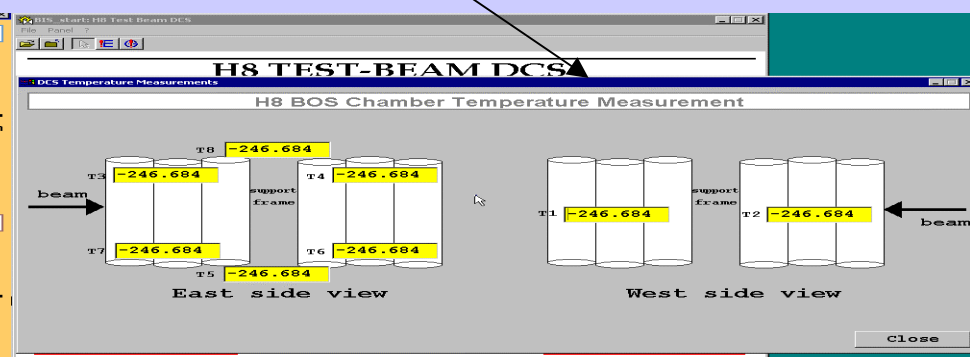 BIS_start: H8 Test Beam DCS
File Panel ?
H8 TEST-BEAM DCS
DCS Temperature Measurements
H8 BOS Chamber Temperature Measurement
T8 -246.684
T3 -246.684
T4 -246.684
beam
support
frame
support
frame
T1 -246.684
T2 -246.684
beam
T7 -246.684
T6 -246.684
T5 -246.684
East side view
West side view
Close